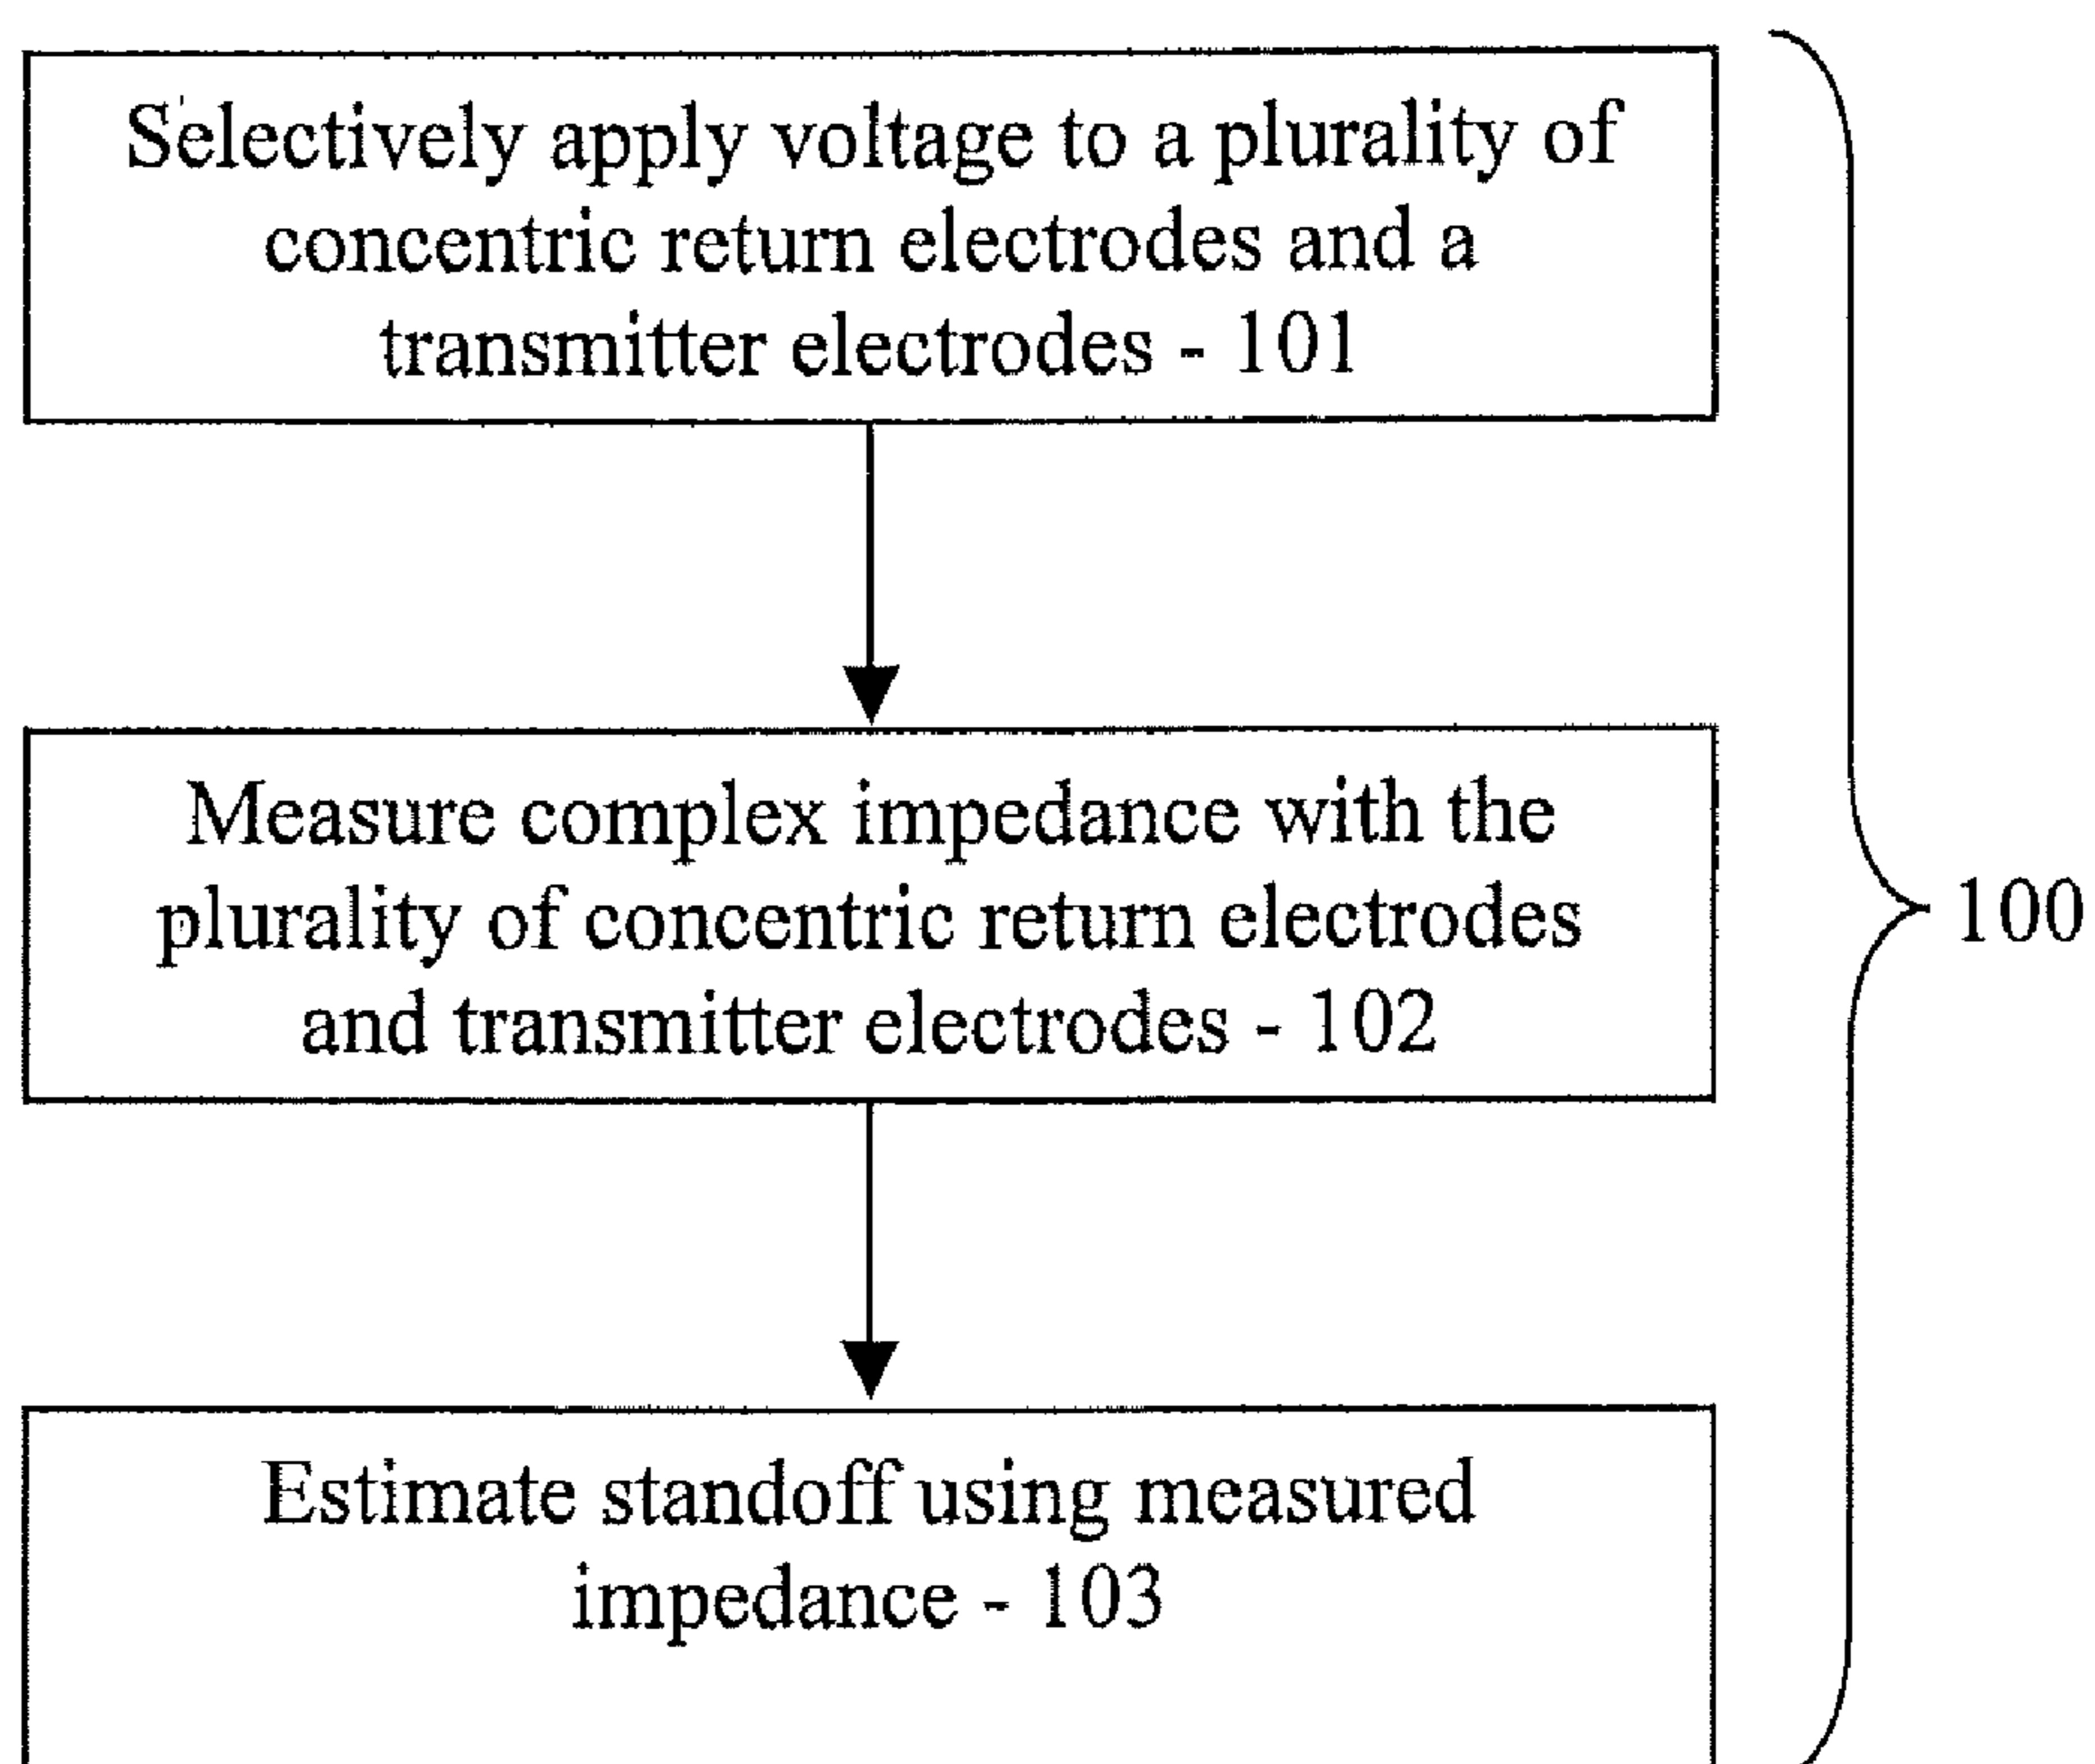 Selectively apply voltage to a plurality of
concentric return electrodes and a
transmitter electrodes - 101
Measure complex impedance with the
plurality of concentric return electrodes
and transmitter electrodes - 102
100
Estimate standoff using measured
impedance - 103